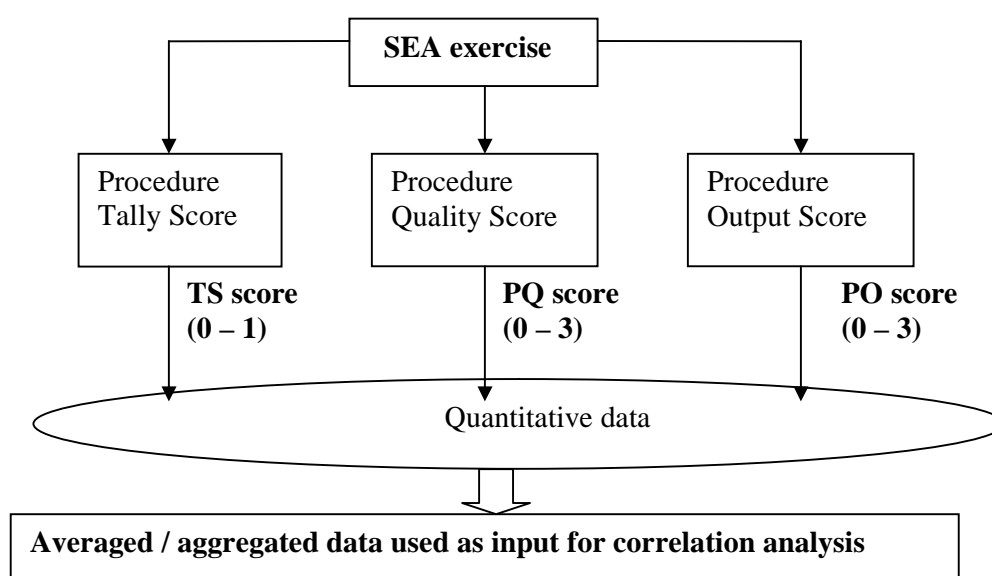 SEA exercise
Procedure
Tally Score
Procedure
Quality Score
Procedure
Output Score
TS score
(0 – 1)
PQ score
(0 – 3)
PO score
(0 – 3)
Quantitative data
Averaged / aggregated data used as input for correlation analysis